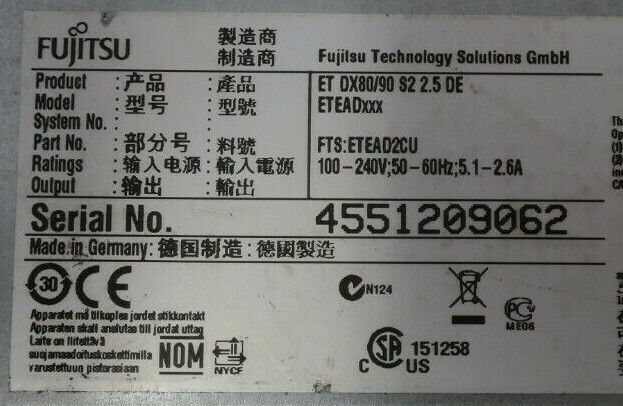 FUJITSU
製造商
制造商
Fujitsu Technology Solutions GmbH
Product : 产品 : 產品 ET DX80/90 S2 2.5 DE
Model : 型号 : 型號 ETEADxxx
System No. :
Part No. : 部分号 : 料號 FTS:ETEAD2CU
Ratings : 输入电源 : 輸入電源 100-240V;50-60Hz;5.1-2.6A
Output : 输出 : 輸出
Serial No. 4551209062
Made in Germany: 德国制造 : 德國製造
30 CE
N124
ME06
Apparatet må tilkoples jordet stikkontakt
Apparaten skall anslutas till jordat uttag
Laite on liitettävä
suojamaadoituskoskettimilla
varustettuun pistorasiaan
NOM
NYCE
C SA US 151258